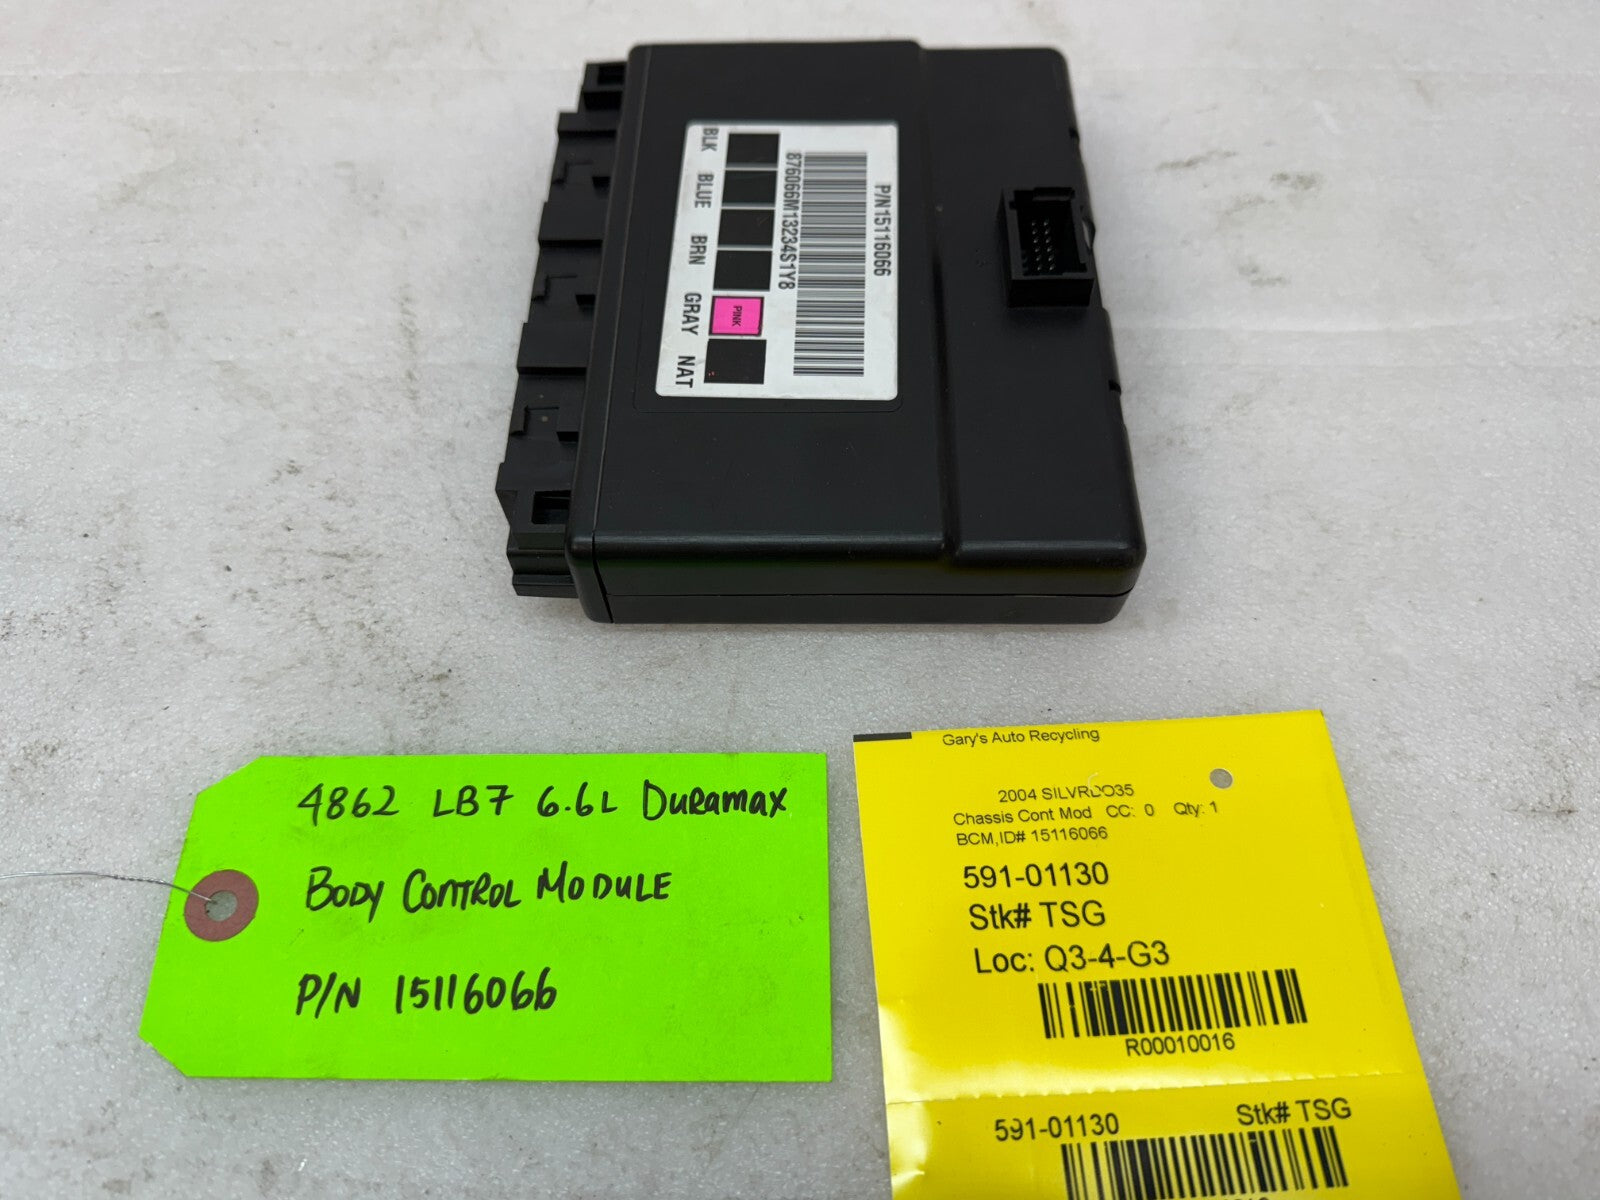 P/N15116066
876066M13234S1Y8
PINK
BLK BLUE BRN GRAY NAT
4862 LB7 6.6L Duramax
Body Control Module
P/N 15116066
Gary's Auto Recycling
2004 SILVRDO35
Chassis Cont Mod CC: 0 Qty: 1
BCM,ID# 15116066
591-01130
Stk# TSG
Loc: Q3-4-G3
R00010016
591-01130 Stk# TSG